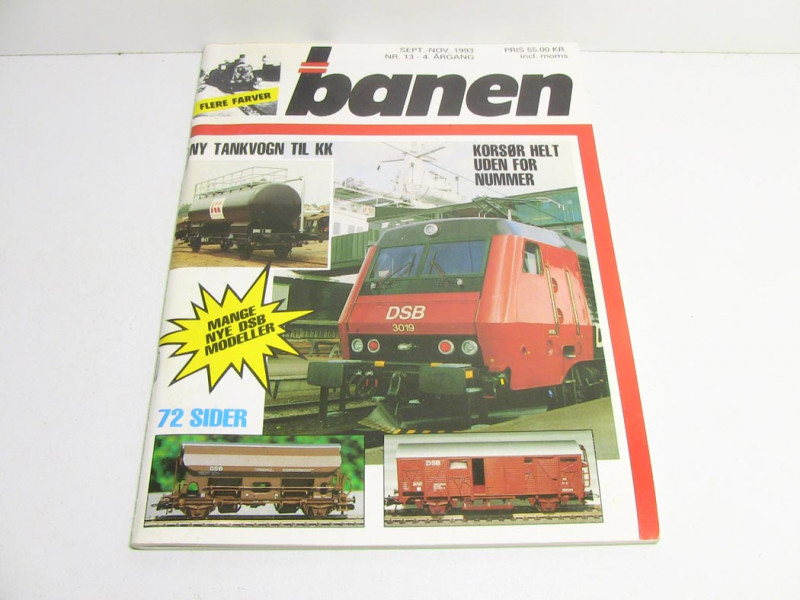 SEPT.-NOV. 1993
NR. 13 - 4. ÅRGANG
PRIS 55.00 KR.
incl. moms
FLERE FARVER
banen
NY TANKVOGN TIL KK
KORSØR HELT
UDEN FOR
NUMMER
DSB
3019
MANGE
NYE DSB
MODELLER
72 SIDER
DSB
DSB